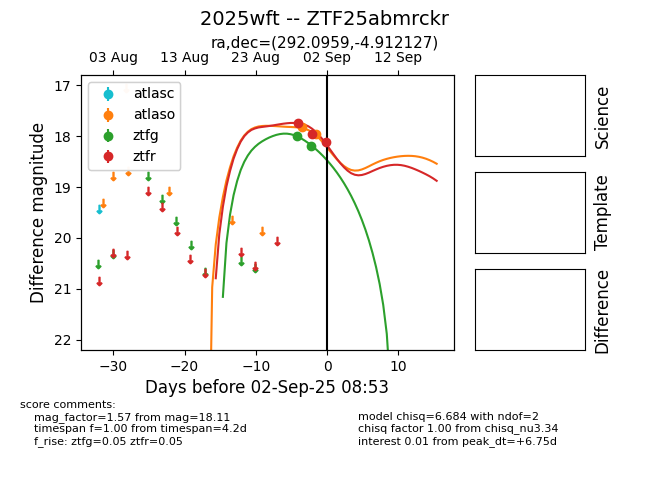 2025wft -- ZTF25abmrckr
ra,dec=(292.0959,-4.912127)
03 Aug 13 Aug 23 Aug 02 Sep 12 Sep
17
18
19
20
21
22
Difference magnitude
atlasc
atlaso
ztfg
ztfr
−30 −20 −10 0 10
Days before 02-Sep-25 08:53
Science
Template
Difference
score comments:
mag_factor=1.57 from mag=18.11
timespan f=1.00 from timespan=4.2d
f_rise: ztfg=0.05 ztfr=0.05
model chisq=6.684 with ndof=2
chisq factor 1.00 from chisq_nu3.34
interest 0.01 from peak_dt=+6.75d